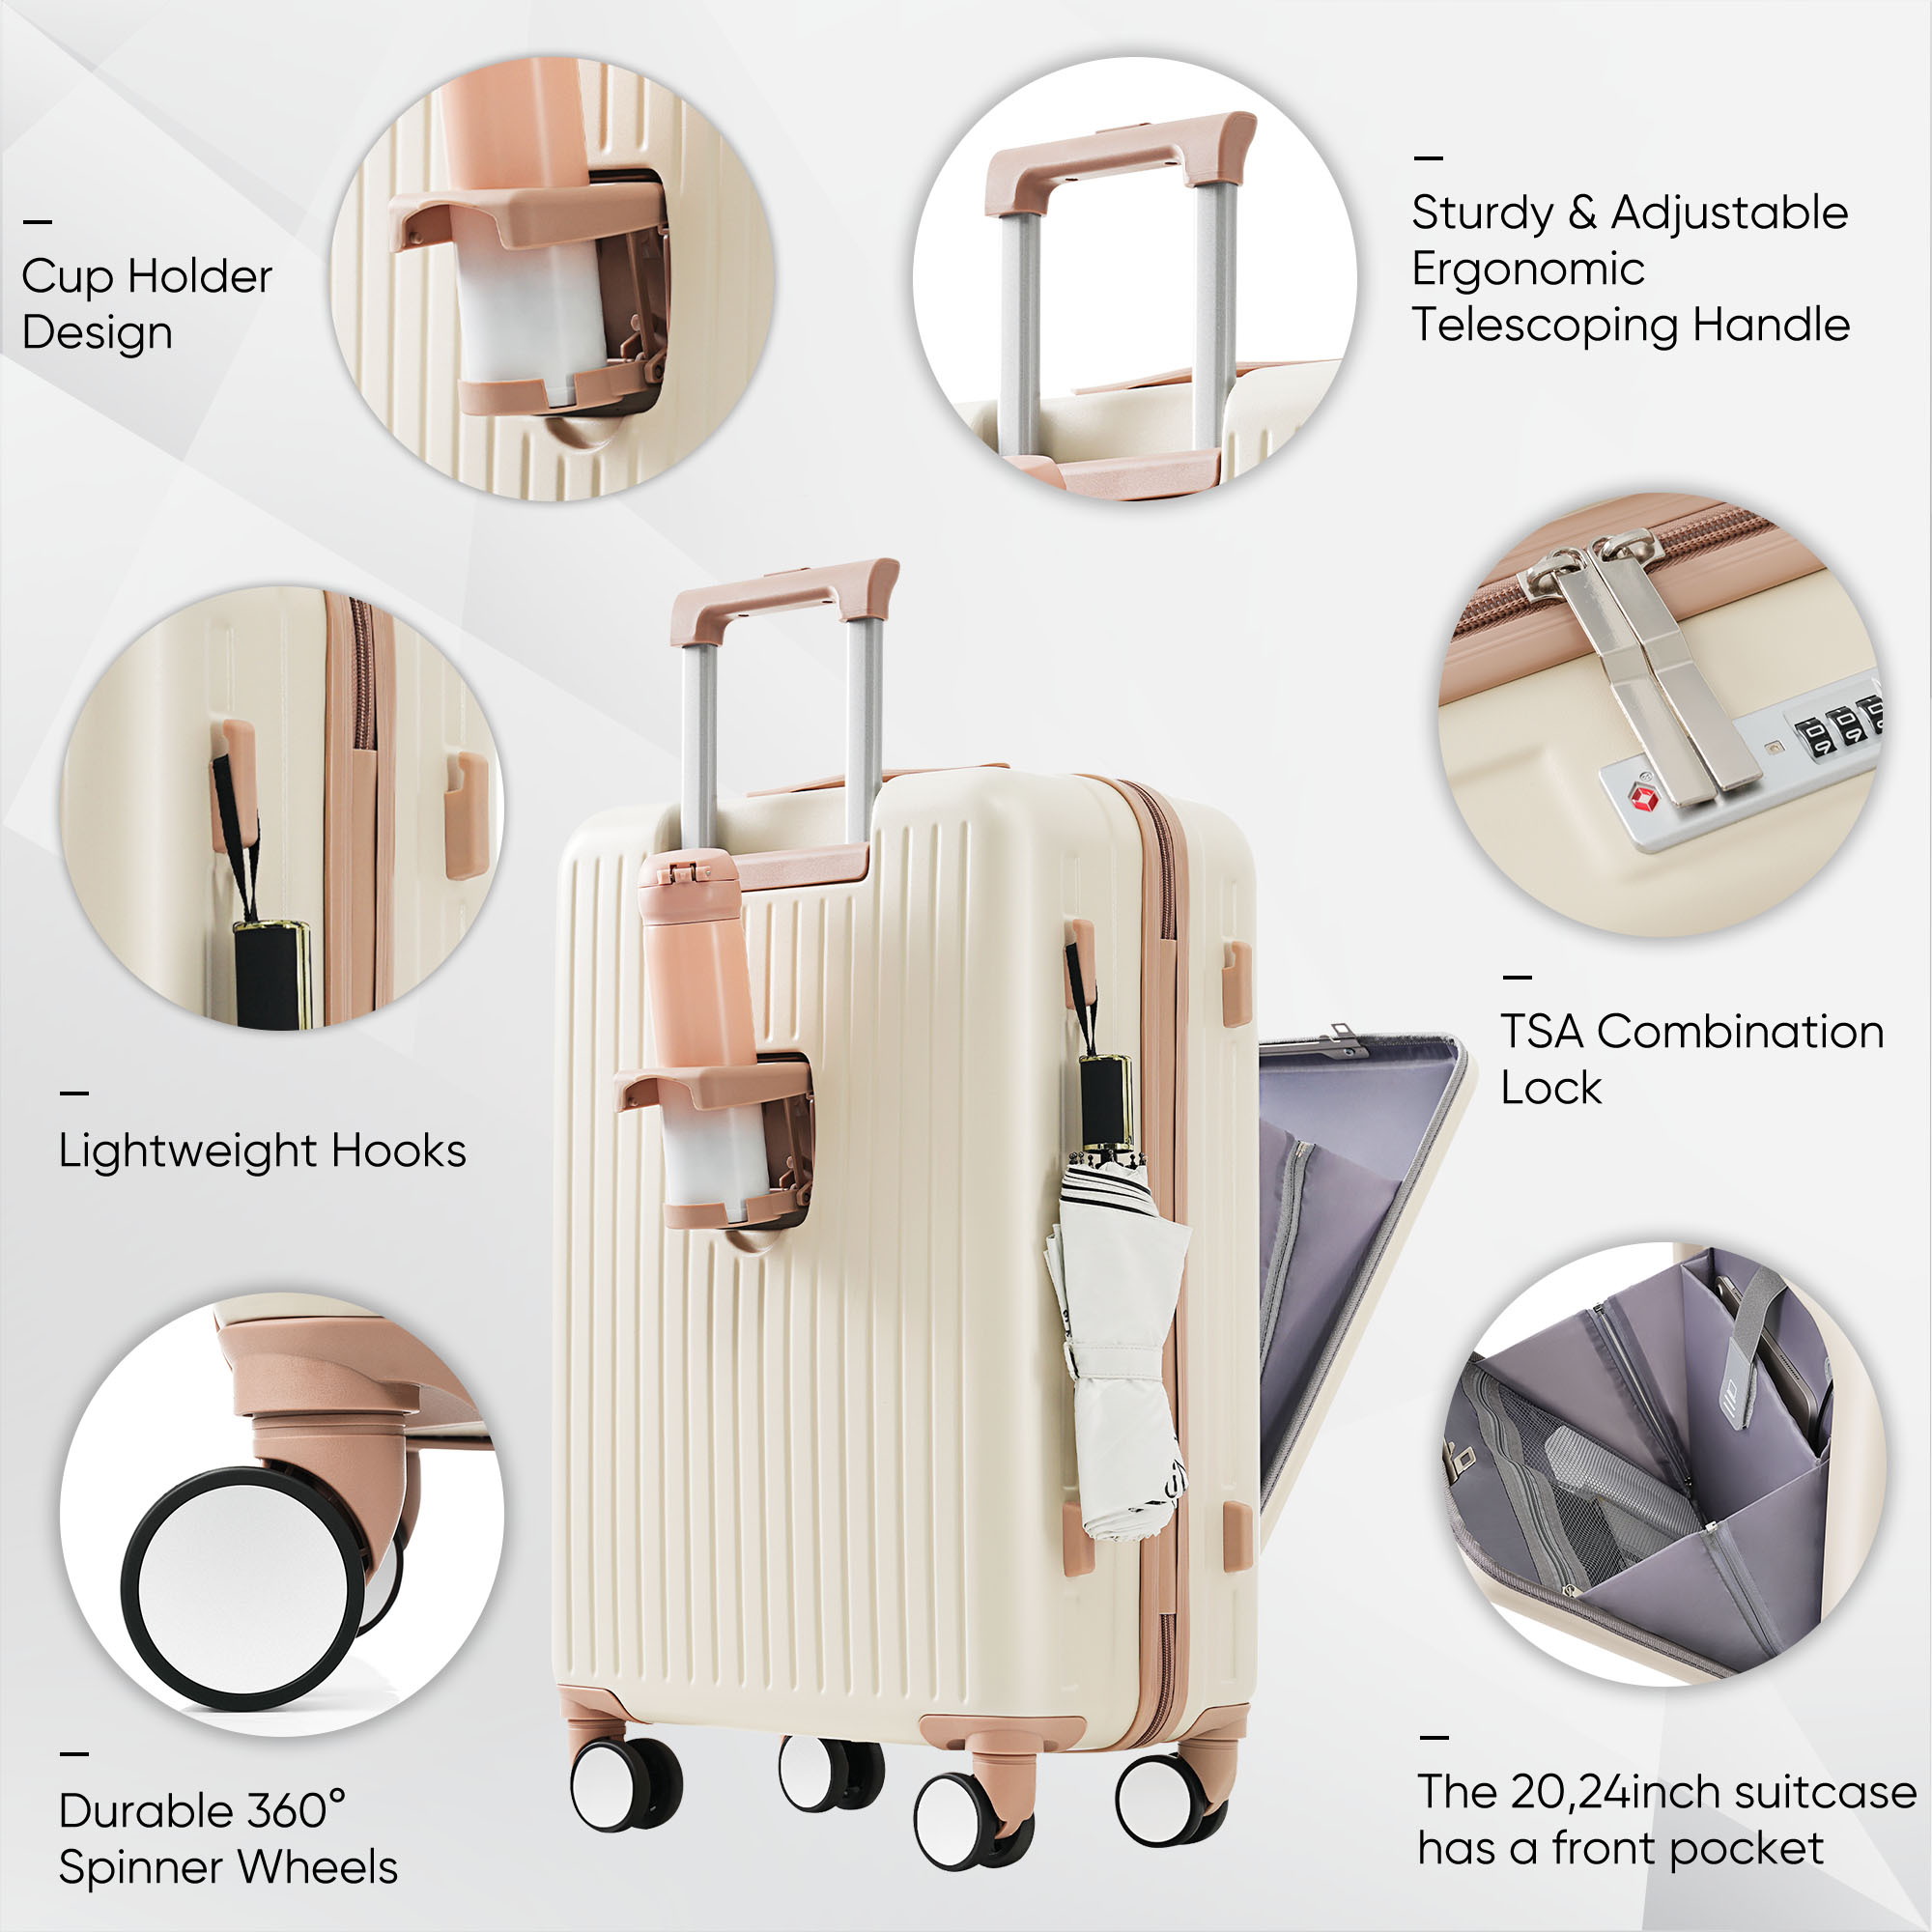 Cup Holder
Design
Sturdy & Adjustable
Ergonomic
Telescoping Handle
TSA Combination
Lock
Lightweight Hooks
Durable 360°
Spinner Wheels
The 20,24inch suitcase
has a front pocket